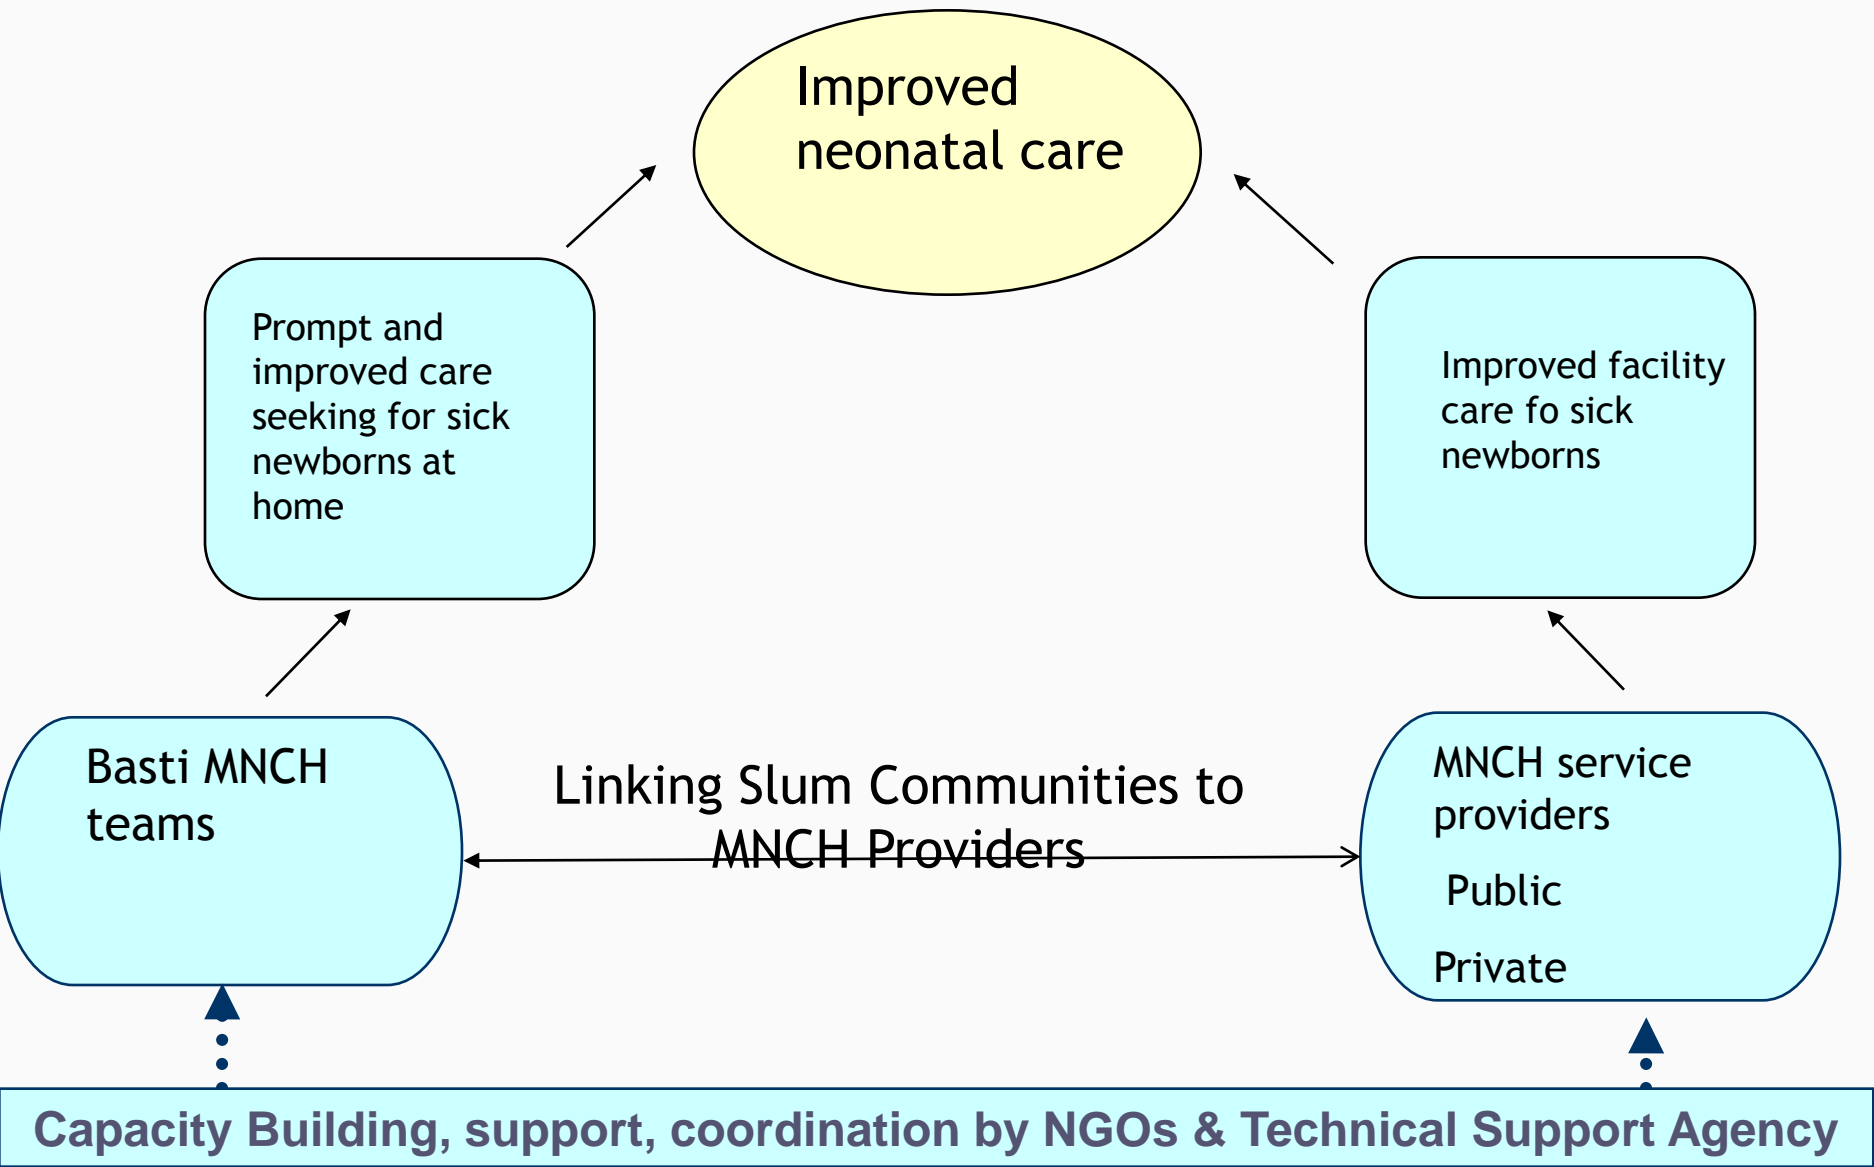 Improved
neonatal care
Prompt and
improved care
seeking for sick
newborns at
home
Improved facility
care fo sick
newborns
Basti MNCH
teams
Linking Slum Communities to
MNCH Providers
MNCH service
providers
Public
Private
Capacity Building, support, coordination by NGOs & Technical Support Agency